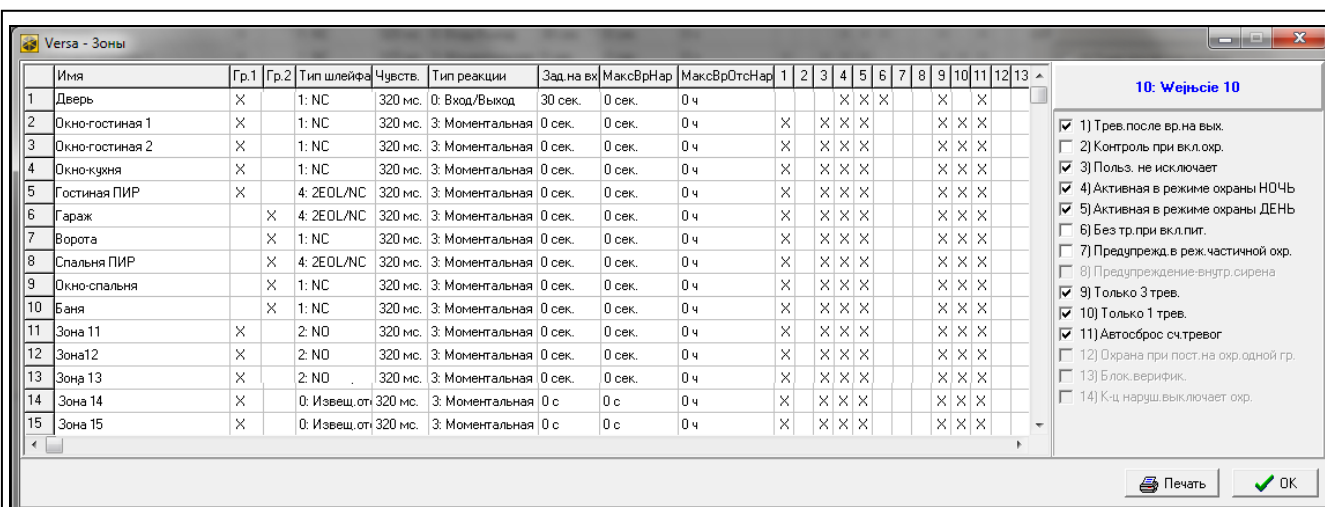 Versa - Зоны
Имя Гр.1 Гр.2 Тип шлейфа Чувств. Тип реакции Зад.на вх МаксВрНар МаксВрОтсНар 1 2 3 4 5 6 7 8 9 10 11 12 13
1 Дверь X 1: NC 320 мс. 0: Вход/Выход 30 сек. 0 сек. 0 ч X X X X X
2 Окно-гостиная 1 X 1: NC 320 мс. 3: Моментальная 0 сек. 0 сек. 0 ч X X X X X X X
3 Окно-гостиная 2 X 1: NC 320 мс. 3: Моментальная 0 сек. 0 сек. 0 ч X X X X X X X
4 Окно-кухня X 1: NC 320 мс. 3: Моментальная 0 сек. 0 сек. 0 ч X X X X X X X
5 Гостиная ПИР X 4: 2EOL/NC 320 мс. 3: Моментальная 0 сек. 0 сек. 0 ч X X X X X X X
6 Гараж X 4: 2EOL/NC 320 мс. 3: Моментальная 0 сек. 0 сек. 0 ч X X X X X X X
7 Ворота X 1: NC 320 мс. 3: Моментальная 0 сек. 0 сек. 0 ч X X X X X X X
8 Спальня ПИР X 4: 2EOL/NC 320 мс. 3: Моментальная 0 сек. 0 сек. 0 ч X X X X X X X
9 Окно-спальня X 1: NC 320 мс. 3: Моментальная 0 сек. 0 сек. 0 ч X X X X X X X
10 Баня X 1: NC 320 мс. 3: Моментальная 0 сек. 0 сек. 0 ч X X X X X X X
11 Зона 11 X 2: NO 320 мс. 3: Моментальная 0 сек. 0 сек. 0 ч X X X X X X X
12 Зона12 X 2: NO 320 мс. 3: Моментальная 0 сек. 0 сек. 0 ч X X X X X X X
13 Зона 13 X 2: NO 320 мс. 3: Моментальная 0 сек. 0 сек. 0 ч X X X X X X X
14 Зона 14 X 0: Извещ.от 320 мс. 3: Моментальная 0 с 0 с 0 ч X X X X X X X
15 Зона 15 X 0: Извещ.от 320 мс. 3: Моментальная 0 с 0 с 0 ч X X X X X X X
10: Wejњcie 10
1) Трев.после вр.на вых.
2) Контроль при вкл.охр.
3) Польз. не исключает
4) Активная в режиме охраны НОЧЬ
5) Активная в режиме охраны ДЕНЬ
6) Без тр.при вкл.пит.
7) Предупрежд.в реж.частичной охр.
8) Предупреждение-внутр.сирена
9) Только 3 трев.
10) Только 1 трев.
11) Автосброс сч.тревог
12) Охрана при пост.на охр.одной гр.
13) Блок.верифик.
14) К-ц наруш.выключает охр.
Печать OK